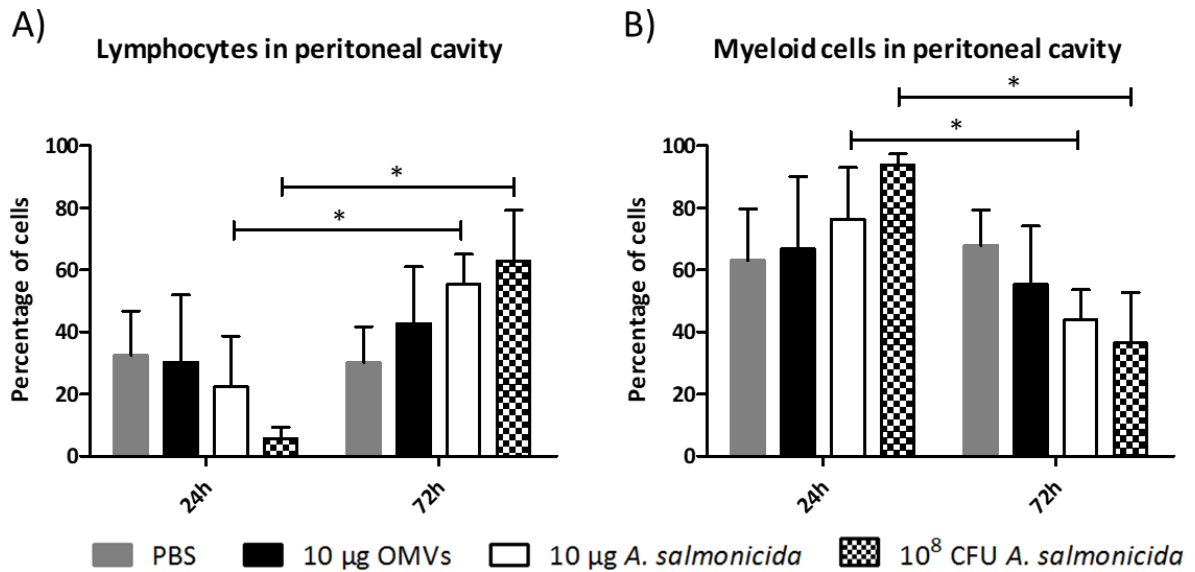 A)
Lymphocytes in peritoneal cavity
Percentage of cells
100
80
60
40
20
0
*
*
24h
72h
B)
Myeloid cells in peritoneal cavity
Percentage of cells
100
80
60
40
20
0
*
*
24h
72h
PBS
10 µg OMVs
10 µg A. salmonicida
10⁸ CFU A. salmonicida